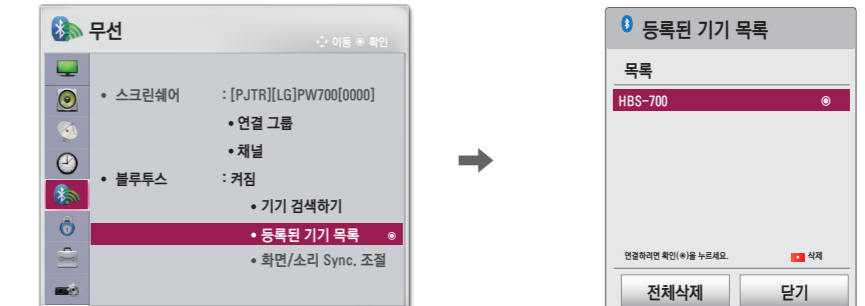 무선
이동 ◉ 확인
• 스크린쉐어 : [PJTR][LG]PW700[0000]
• 연결 그룹
• 채널
• 블루투스 : 켜짐
• 기기 검색하기
• 등록된 기기 목록 ◉
• 화면/소리 Sync. 조절
등록된 기기 목록
목록
HBS-700 ◉
연결하려면 확인(◉)을 누르세요. 삭제
전체삭제 닫기